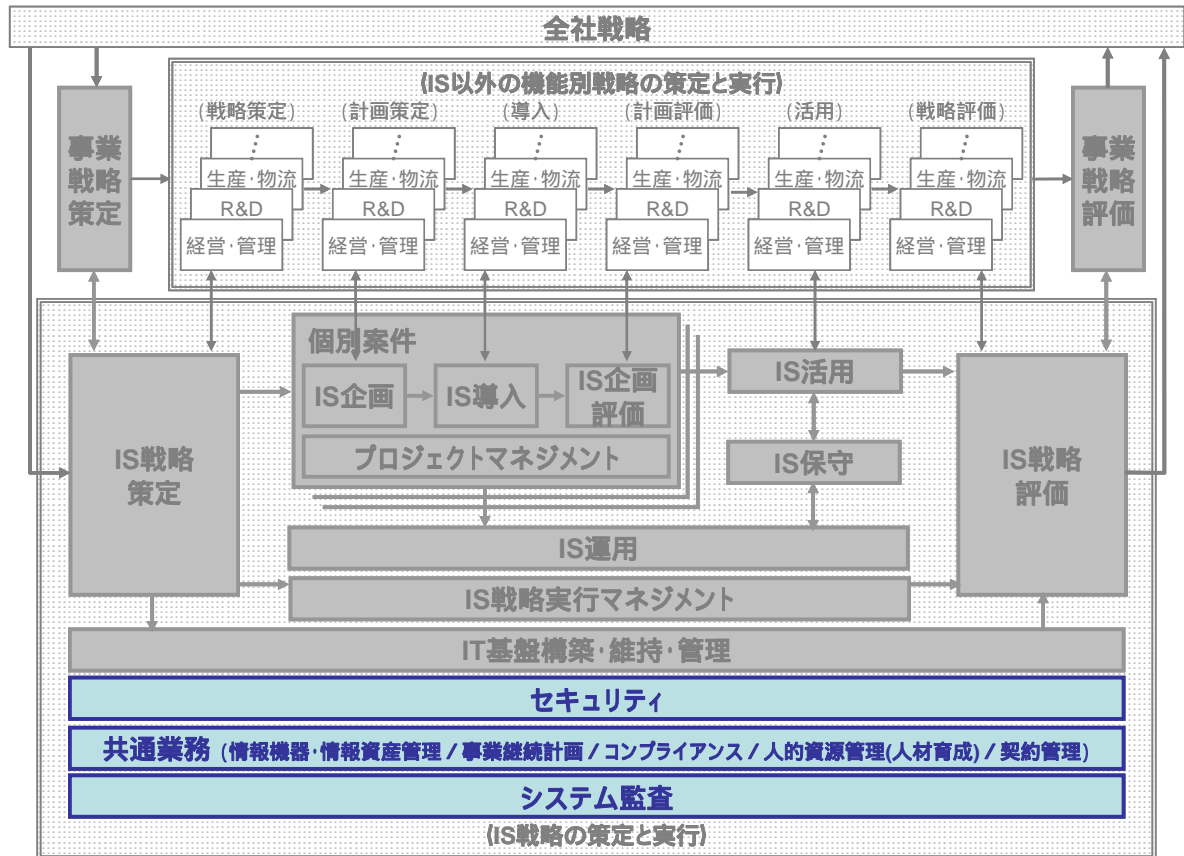 全社戦略
(IS以外の機能別戦略の策定と実行)
(戦略策定)
(計画策定)
(導入)
(計画評価)
(活用)
(戦略評価)
事業
戦略
策定
⋮
生産・物流
R&D
経営・管理
⋮
生産・物流
R&D
経営・管理
⋮
生産・物流
R&D
経営・管理
⋮
生産・物流
R&D
経営・管理
⋮
生産・物流
R&D
経営・管理
⋮
生産・物流
R&D
経営・管理
事業
戦略
評価
IS戦略
策定
個別案件
IS企画
IS導入
IS企画
評価
プロジェクトマネジメント
IS活用
IS保守
IS戦略
評価
IS運用
IS戦略実行マネジメント
IT基盤構築・維持・管理
セキュリティ
共通業務 (情報機器・情報資産管理 / 事業継続計画 / コンプライアンス / 人的資源管理(人材育成) / 契約管理)
システム監査
(IS戦略の策定と実行)